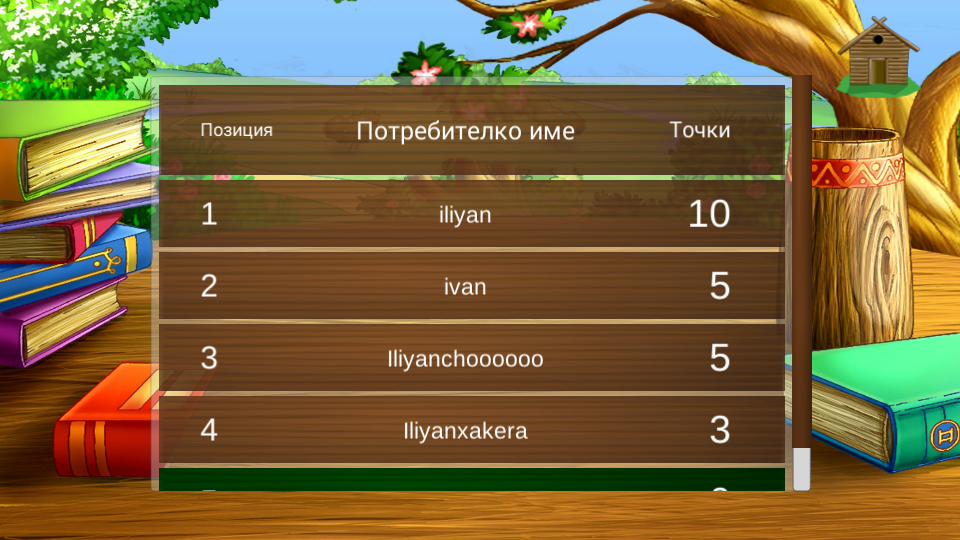 Позиция Потребителко име Точки
1 iliyan 10
2 ivan 5
3 Iliyanchoooooo 5
4 Iliyanxakera 3